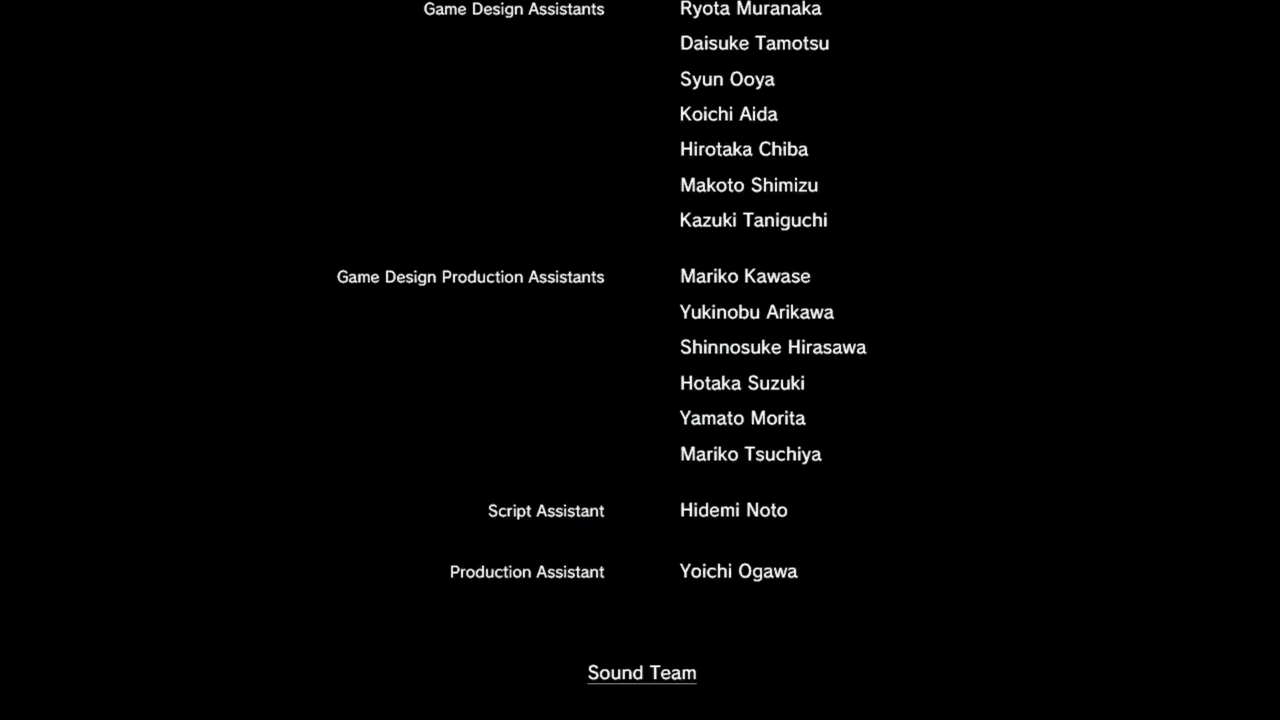 Game Design Assistants Ryota Muranaka
Daisuke Tamotsu
Syun Ooya
Koichi Aida
Hirotaka Chiba
Makoto Shimizu
Kazuki Taniguchi
Game Design Production Assistants Mariko Kawase
Yukinobu Arikawa
Shinnosuke Hirasawa
Hotaka Suzuki
Yamato Morita
Mariko Tsuchiya
Script Assistant Hidemi Noto
Production Assistant Yoichi Ogawa
Sound Team